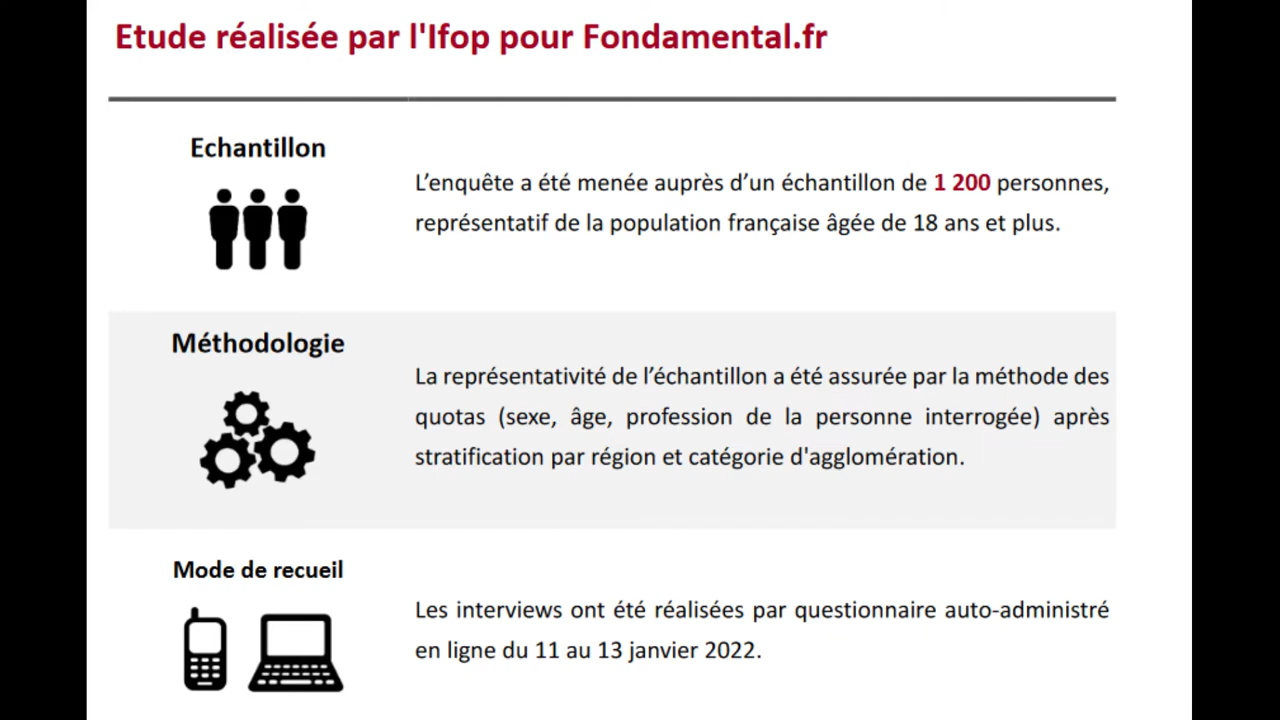 Etude réalisée par l'Ifop pour Fondamental.fr
Echantillon
L’enquête a été menée auprès d’un échantillon de 1 200 personnes,
représentatif de la population française âgée de 18 ans et plus.
Méthodologie
La représentativité de l’échantillon a été assurée par la méthode des
quotas (sexe, âge, profession de la personne interrogée) après
stratification par région et catégorie d'agglomération.
Mode de recueil
Les interviews ont été réalisées par questionnaire auto-administré
en ligne du 11 au 13 janvier 2022.